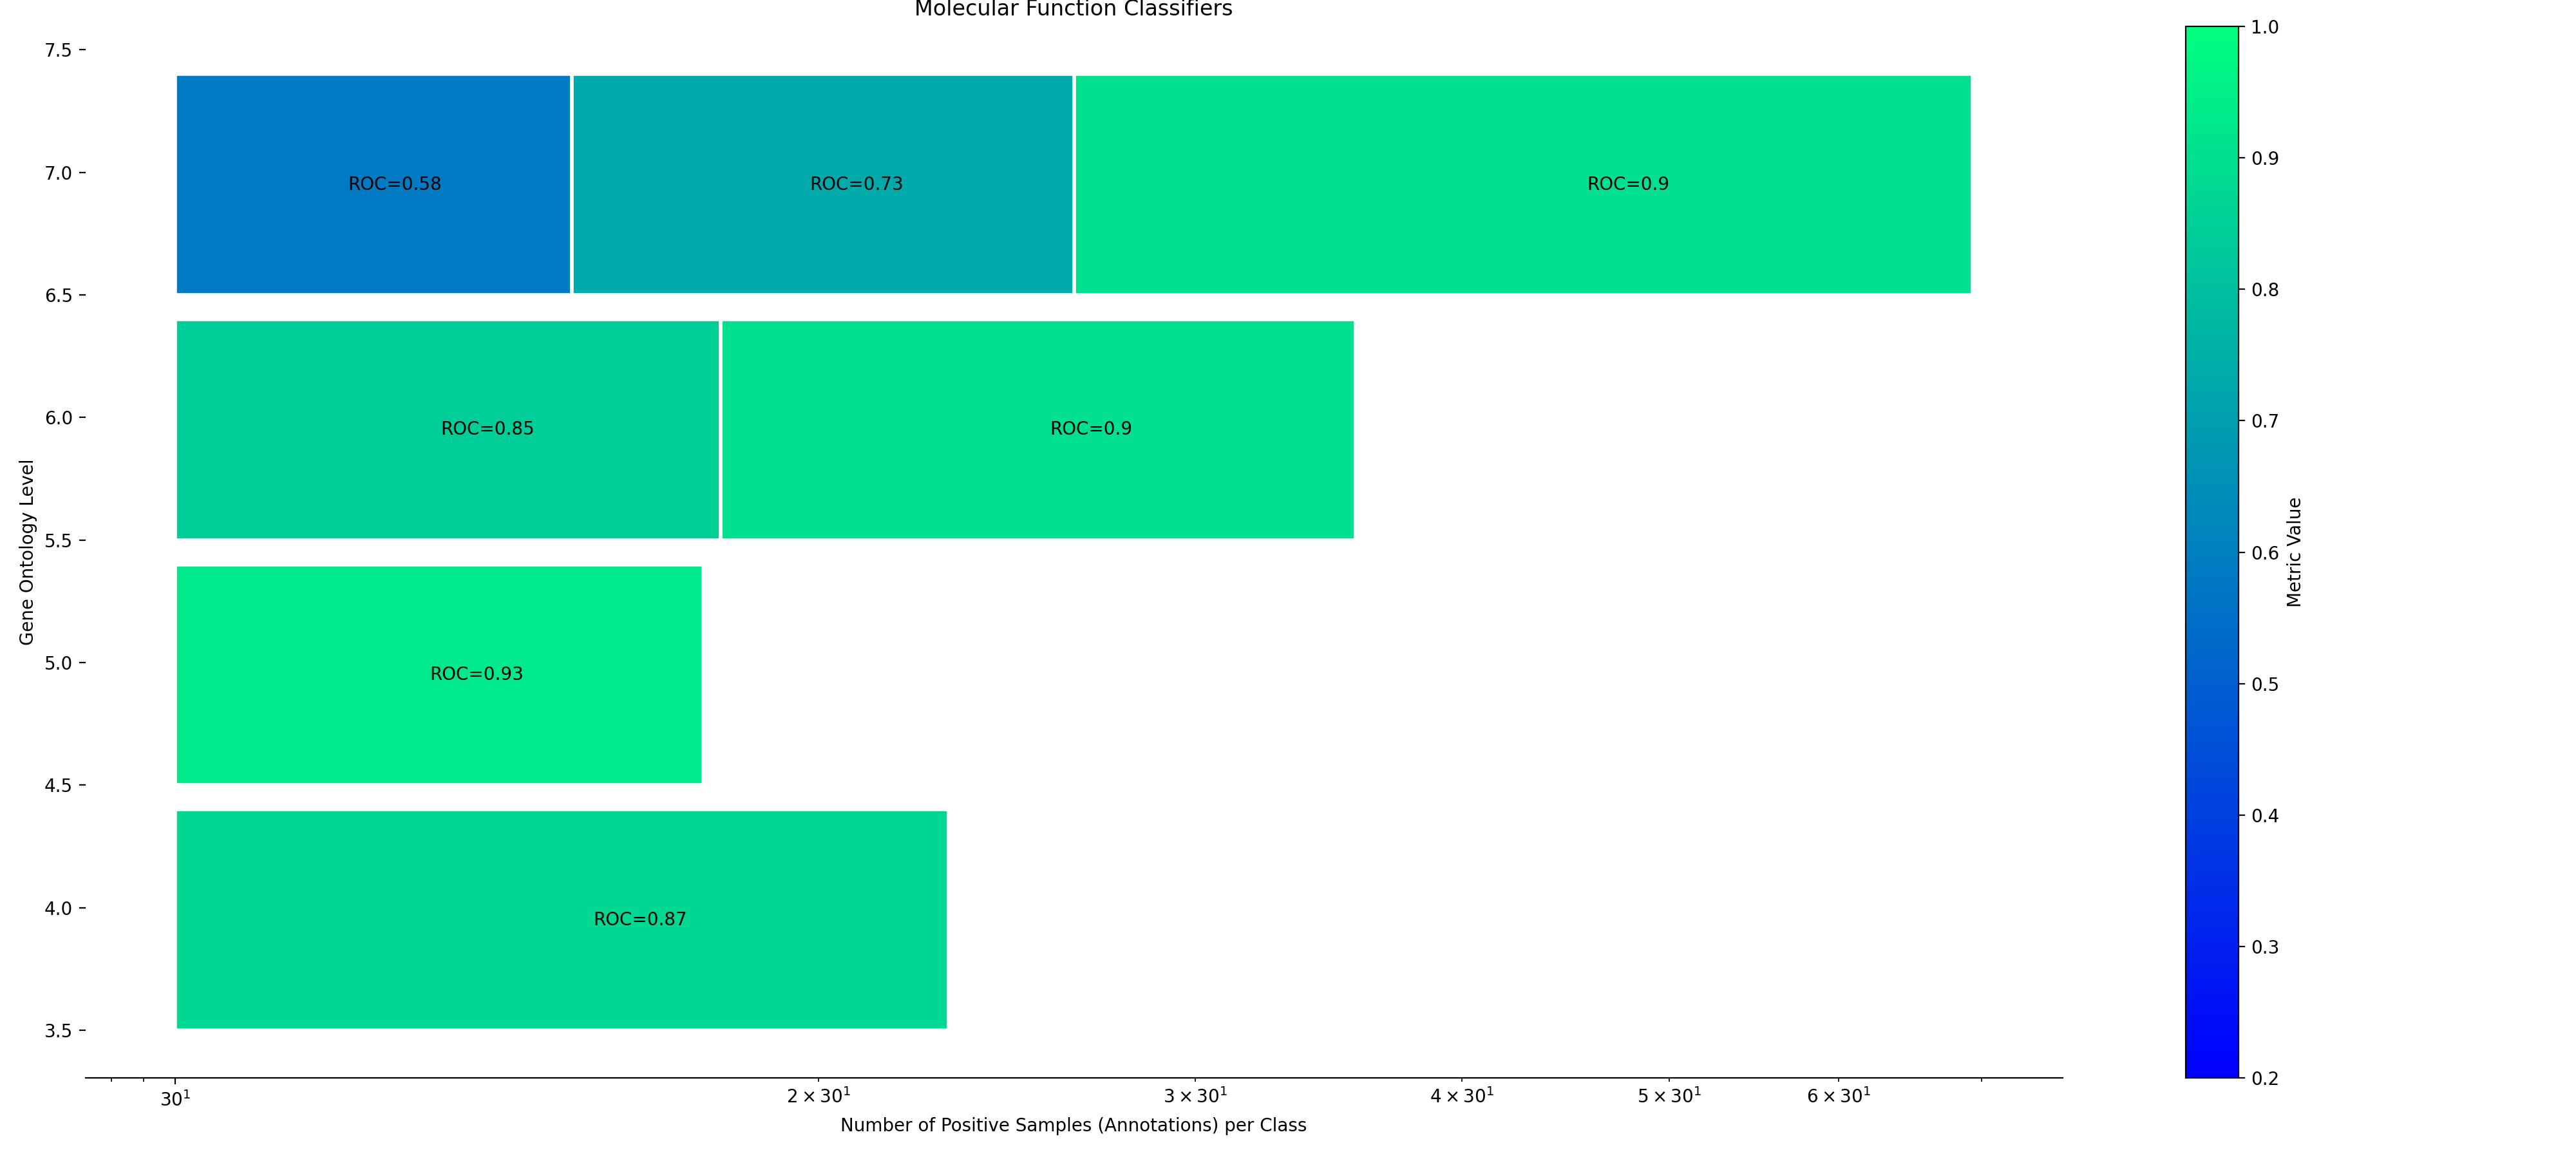 Molecular Function Classifiers
7.5
7.0
6.5
6.0
5.5
5.0
4.5
4.0
3.5
Gene Ontology Level
ROC=0.58
ROC=0.73
ROC=0.9
ROC=0.85
ROC=0.9
ROC=0.93
ROC=0.87
30¹
2 × 30¹
3 × 30¹
4 × 30¹
5 × 30¹
6 × 30¹
Number of Positive Samples (Annotations) per Class
1.0
0.9
0.8
0.7
0.6
0.5
0.4
0.3
0.2
Metric Value